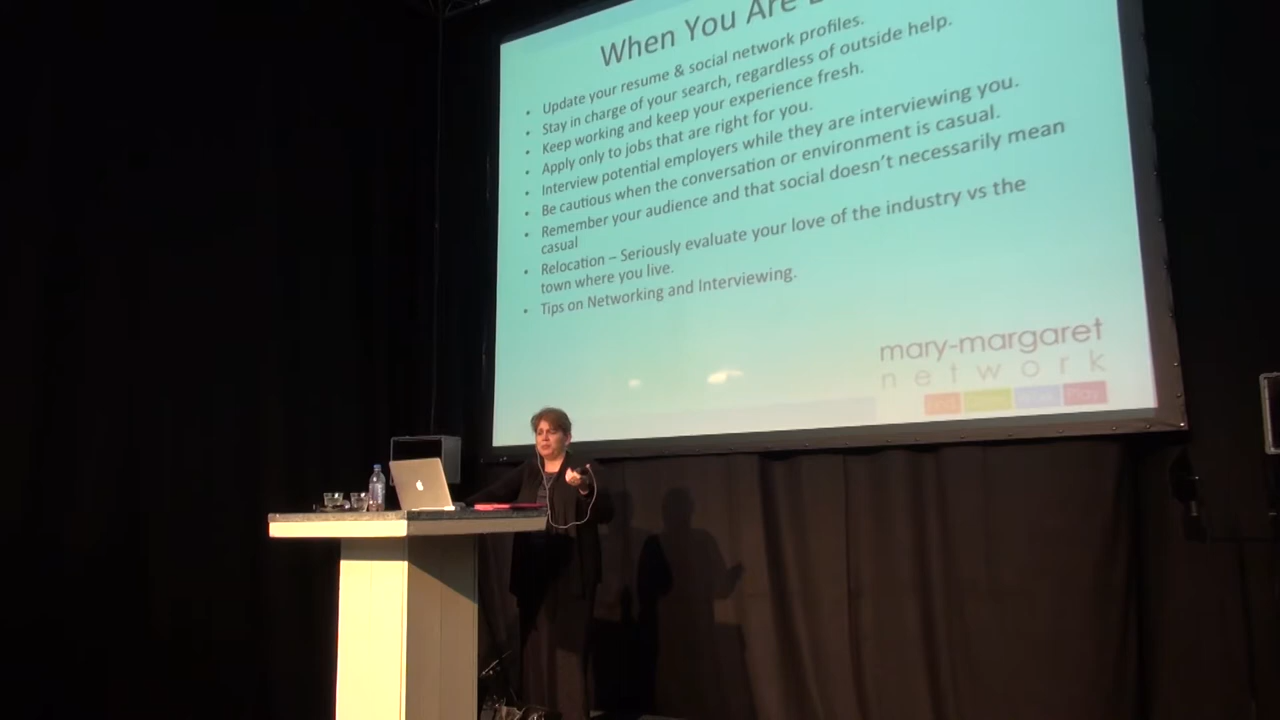 When You Are
• Update your resume & social network profiles.
• Stay in charge of your search, regardless of outside help.
• Keep working and keep your experience fresh.
• Apply only to jobs that are right for you.
• Interview potential employers while they are interviewing you.
• Be cautious when the conversation or environment is casual.
• Remember your audience and that social doesn't necessarily mean
casual
• Relocation – Seriously evaluate your love of the industry vs the
town where you live.
• Tips on Networking and Interviewing.
mary-margaret
network
Play